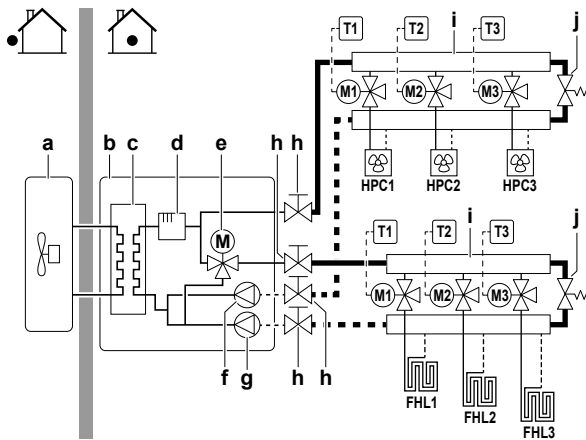 T1 T2 T3 i j
M1 M2 M3
a b c d e h h
M
HPC1 HPC2 HPC3
i j
h T1 T2 T3
M1 M2 M3
f g h h
FHL1 FHL2 FHL3